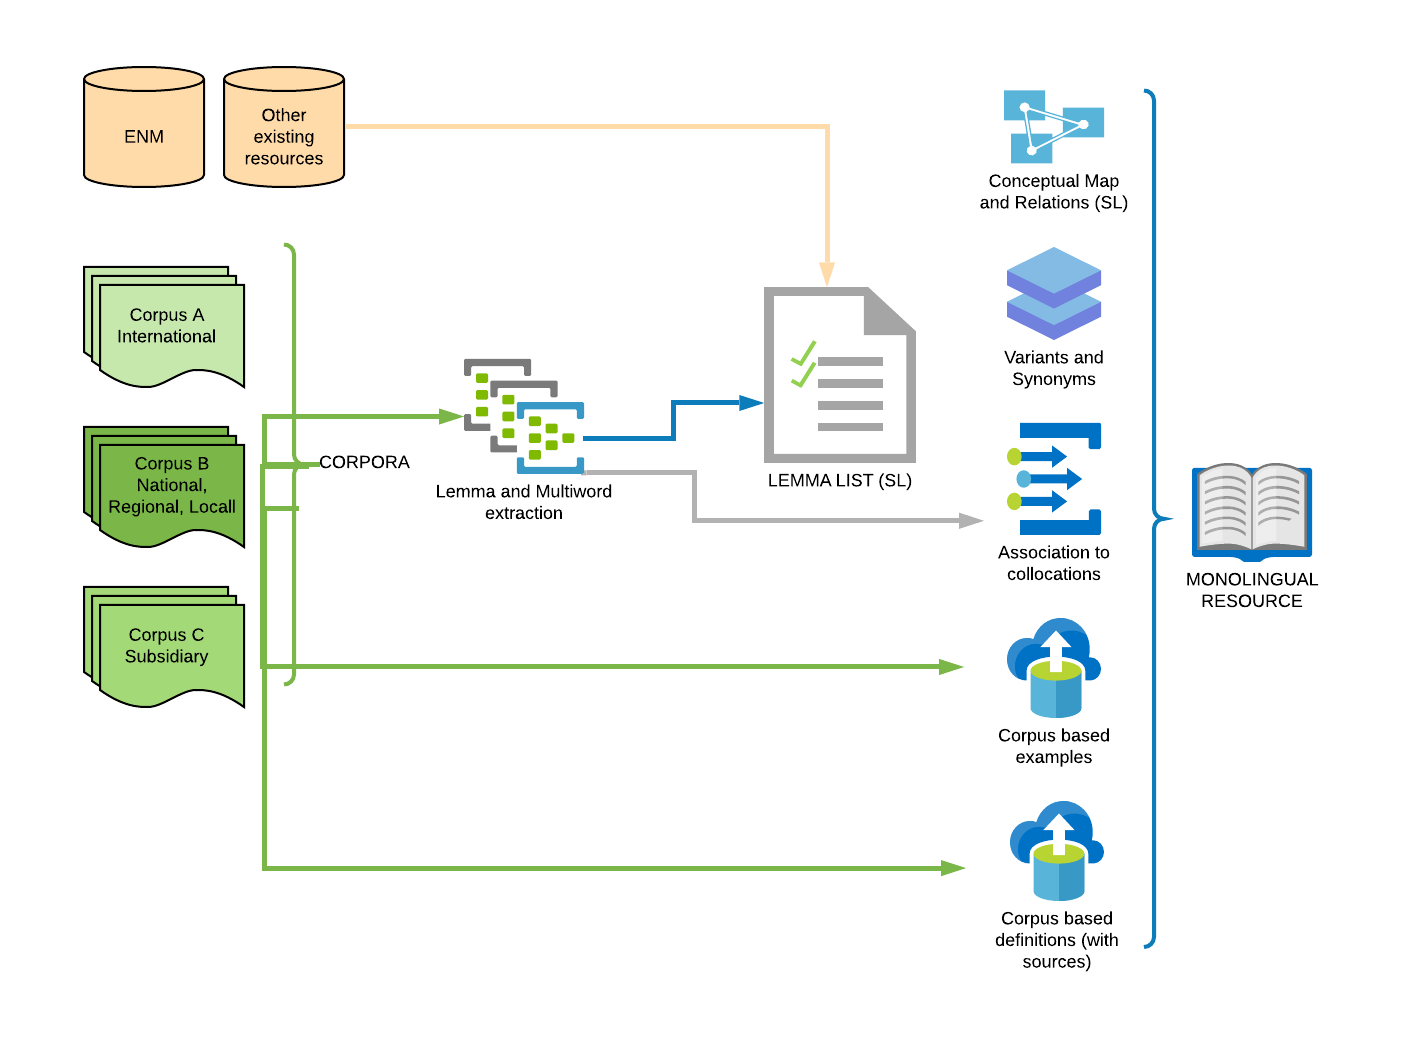 ENM
Other
existing
resources
Conceptual Map
and Relations (SL)
Corpus A
International
Variants and
Synonyms
Corpus B
National,
Regional, Locall
CORPORA
Lemma and Multiword
extraction
LEMMA LIST (SL)
Association to
collocations
MONOLINGUAL
RESOURCE
Corpus C
Subsidiary
Corpus based
examples
Corpus based
definitions (with
sources)